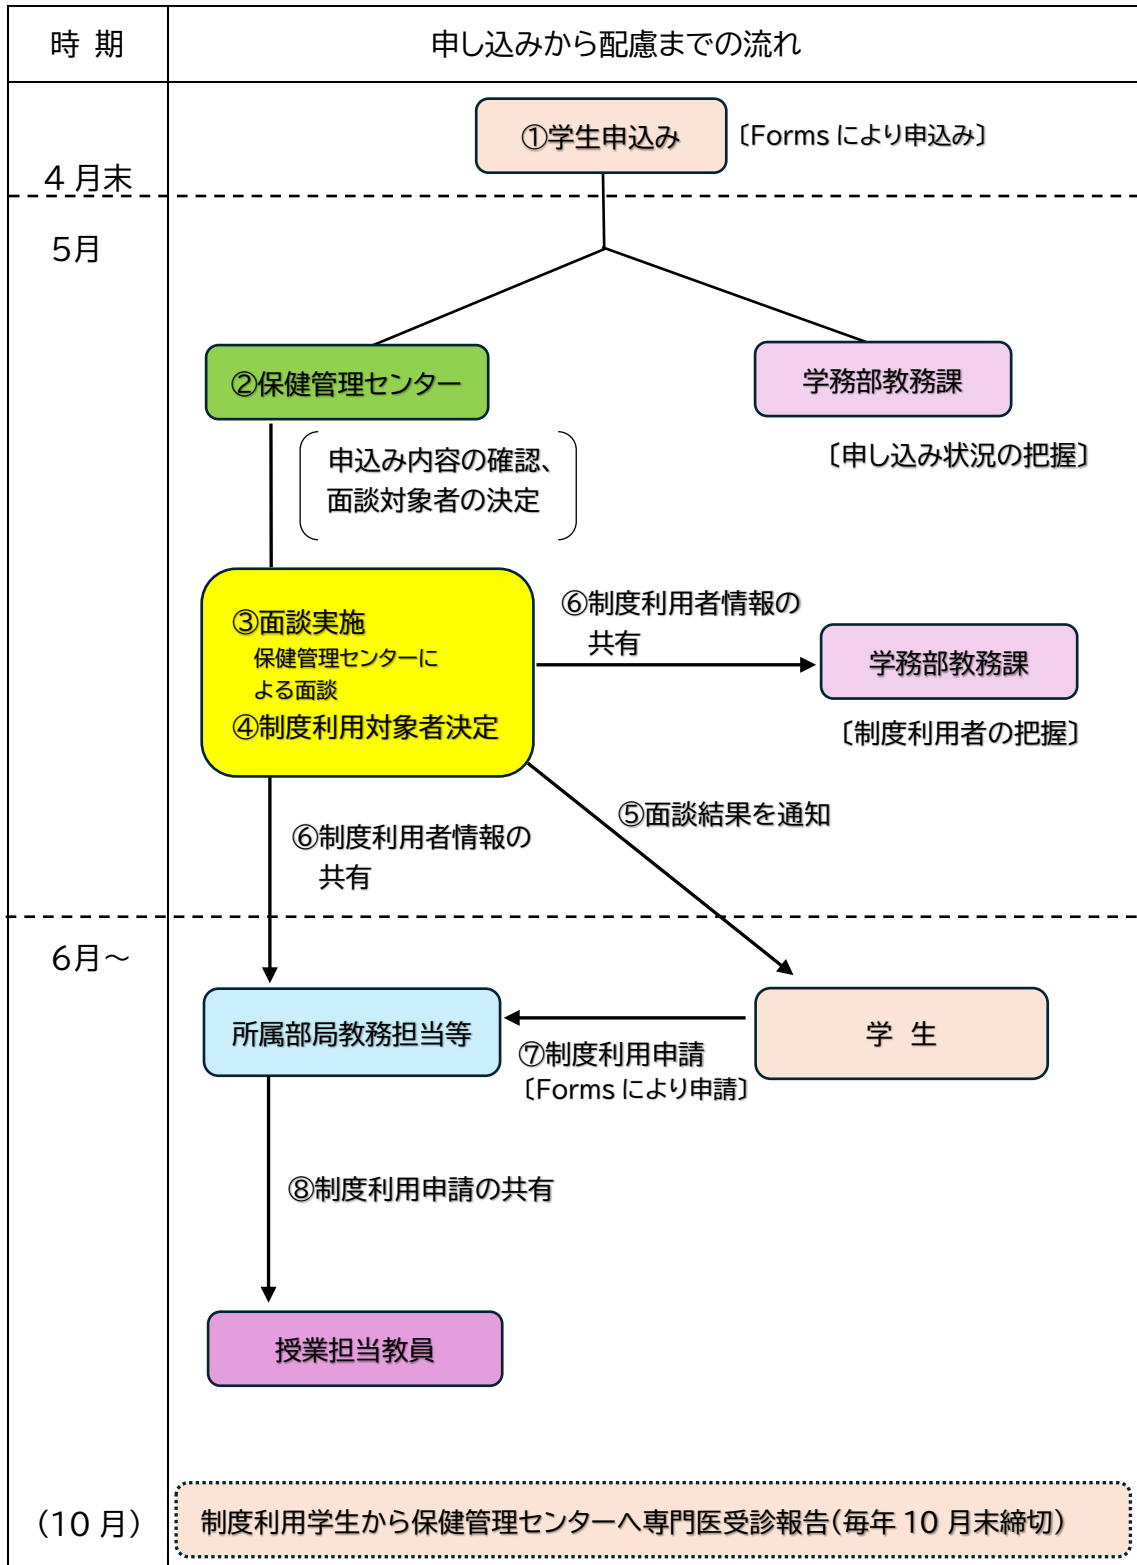 時 期
申し込みから配慮までの流れ
①学生申込み
〔Forms により申込み〕
4 月末
5月
②保健管理センター
学務部教務課
申込み内容の確認、
面談対象者の決定
〔申し込み状況の把握〕
③面談実施
保健管理センターに
よる面談
④制度利用対象者決定
⑥制度利用者情報の
共有
学務部教務課
〔制度利用者の把握〕
⑤面談結果を通知
⑥制度利用者情報の
共有
6月～
所属部局教務担当等
学 生
⑦制度利用申請
〔Forms により申請〕
⑧制度利用申請の共有
授業担当教員
(10 月)
制度利用学生から保健管理センターへ専門医受診報告(毎年 10 月末締切)